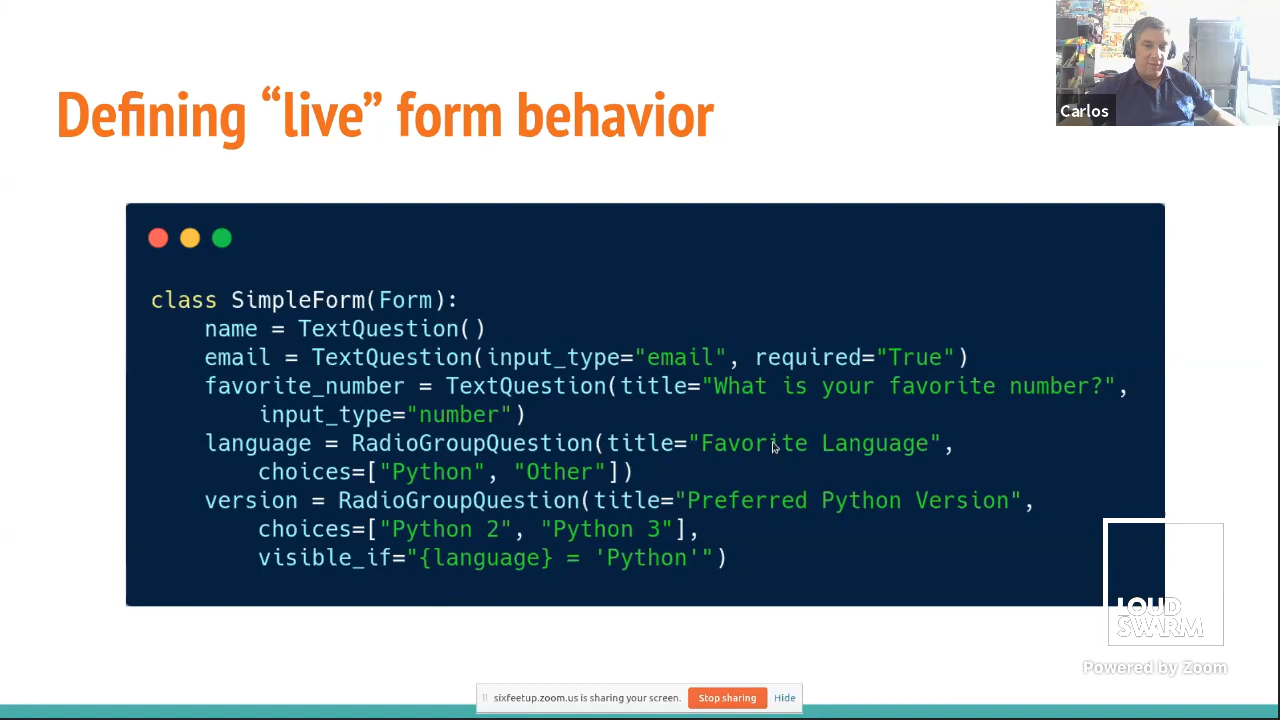 Defining “live” form behavior
Carlos
class SimpleForm(Form):
name = TextQuestion()
email = TextQuestion(input_type="email", required="True")
favorite_number = TextQuestion(title="What is your favorite number?",
input_type="number")
language = RadioGroupQuestion(title="Favorite Language",
choices=["Python", "Other"])
version = RadioGroupQuestion(title="Preferred Python Version",
choices=["Python 2", "Python 3"],
visible_if="{language} = 'Python'")
LOUD
SWARM
Powered by Zoom
sixfeetup.zoom.us is sharing your screen. Stop sharing Hide